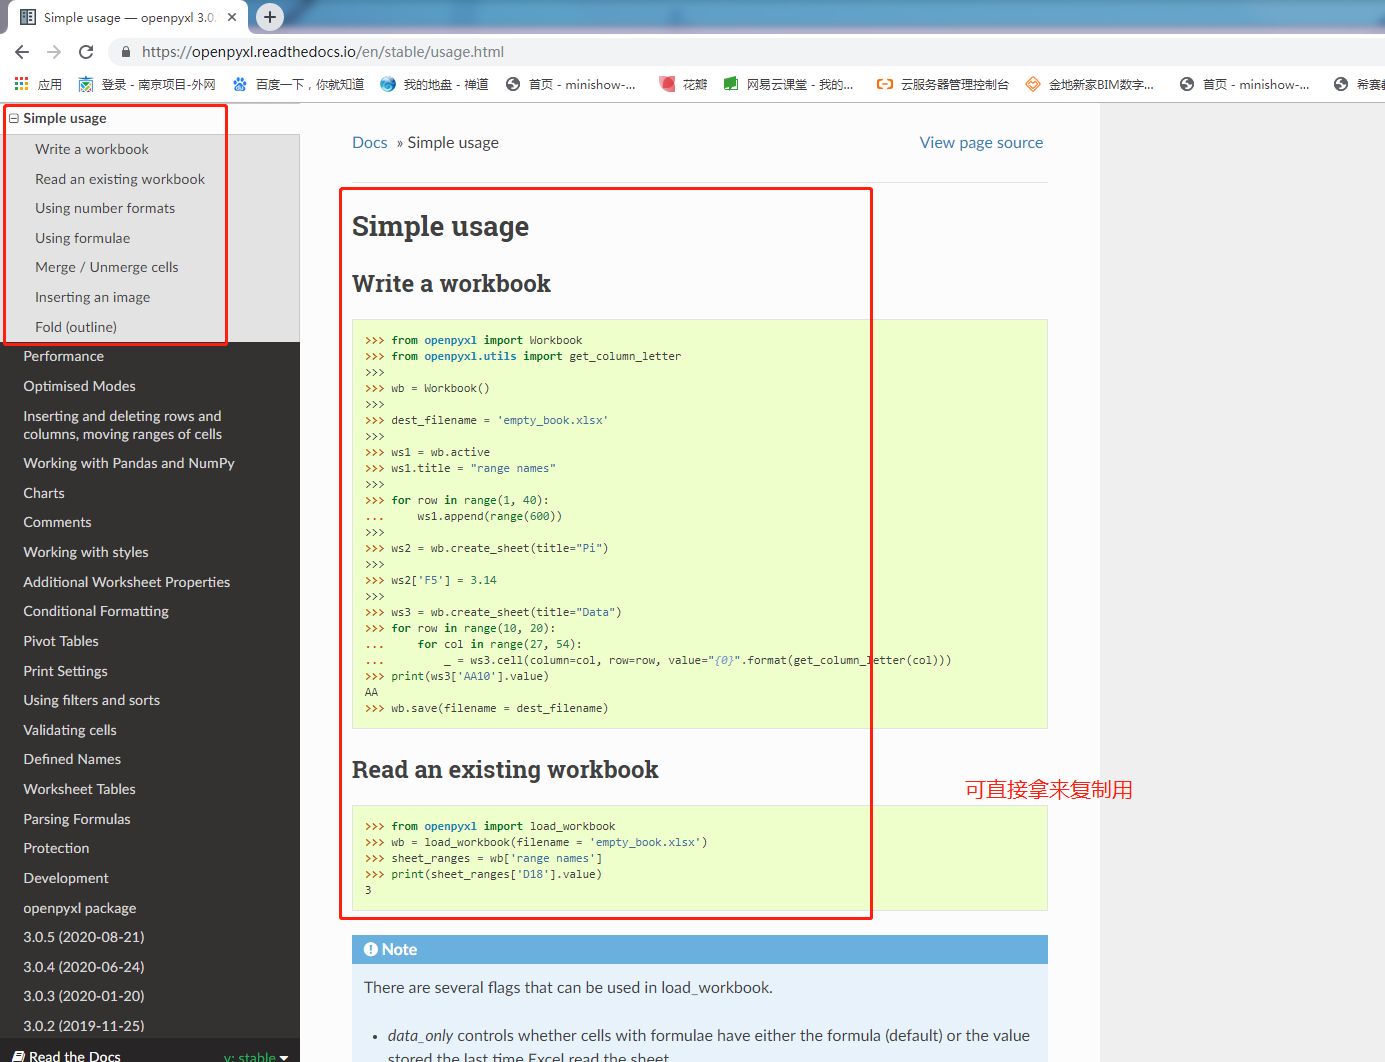 Simple usage — openpyxl 3.0.
https://openpyxl.readthedocs.io/en/stable/usage.html
应用 登录 - 南京项目-外网 百度一下，你就知道 我的地盘 - 禅道 首页 - minishow-... 花瓣 网易云课堂 - 我的... 云服务器管理控制台 金地新家BIM数字... 首页 - minishow-... 希赛
Simple usage
Write a workbook
Read an existing workbook
Using number formats
Using formulae
Merge / Unmerge cells
Inserting an image
Fold (outline)
Performance
Optimised Modes
Inserting and deleting rows and
columns, moving ranges of cells
Working with Pandas and NumPy
Charts
Comments
Working with styles
Additional Worksheet Properties
Conditional Formatting
Pivot Tables
Print Settings
Using filters and sorts
Validating cells
Defined Names
Worksheet Tables
Parsing Formulas
Protection
Development
openpyxl package
3.0.5 (2020-08-21)
3.0.4 (2020-06-24)
3.0.3 (2020-01-20)
3.0.2 (2019-11-25)
Read the Docs v: stable
Docs » Simple usage
View page source
Simple usage
Write a workbook
>>> from openpyxl import Workbook
>>> from openpyxl.utils import get_column_letter
>>>
>>> wb = Workbook()
>>>
>>> dest_filename = 'empty_book.xlsx'
>>>
>>> ws1 = wb.active
>>> ws1.title = "range names"
>>>
>>> for row in range(1, 40):
...     ws1.append(range(600))
>>>
>>> ws2 = wb.create_sheet(title="Pi")
>>>
>>> ws2['F5'] = 3.14
>>>
>>> ws3 = wb.create_sheet(title="Data")
>>> for row in range(10, 20):
...     for col in range(27, 54):
...         _ = ws3.cell(column=col, row=row, value="{0}".format(get_column_letter(col)))
>>> print(ws3['AA10'].value)
AA
>>> wb.save(filename = dest_filename)
Read an existing workbook
可直接拿来复制用
>>> from openpyxl import load_workbook
>>> wb = load_workbook(filename = 'empty_book.xlsx')
>>> sheet_ranges = wb['range names']
>>> print(sheet_ranges['D18'].value)
3
Note
There are several flags that can be used in load_workbook.
• data_only controls whether cells with formulae have either the formula (default) or the value
stored the last time Excel read the sheet